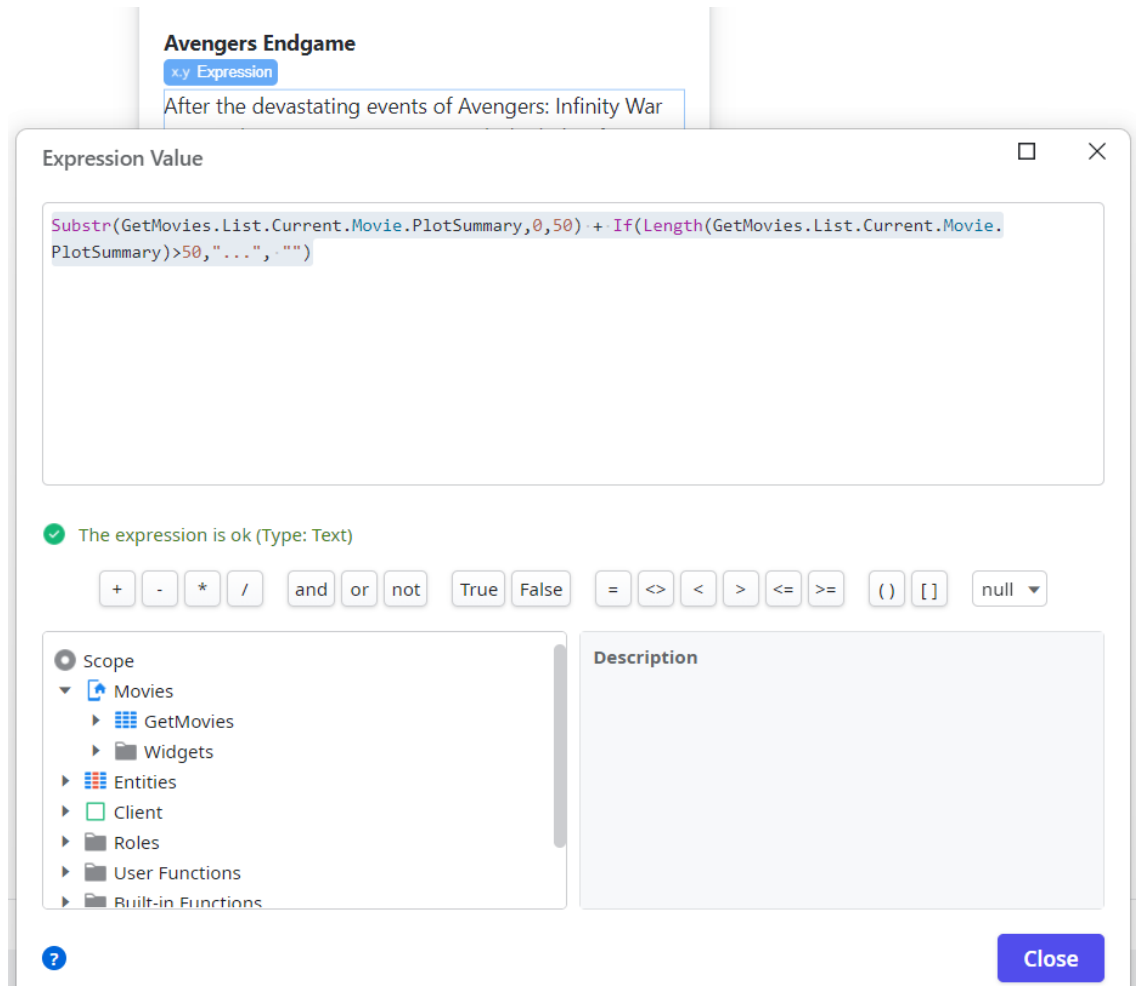 Avengers Endgame
x.y Expression
After the devastating events of Avengers: Infinity War
Expression Value
Substr(GetMovies.List.Current.Movie.PlotSummary,0,50) + If(Length(GetMovies.List.Current.Movie.
PlotSummary)>50,"...", "")
The expression is ok (Type: Text)
+ - * / and or not True False = <> < > <= >= ( ) [ ] null
Scope
Description
Movies
GetMovies
Widgets
Entities
Client
Roles
User Functions
Built-in Functions
?
Close